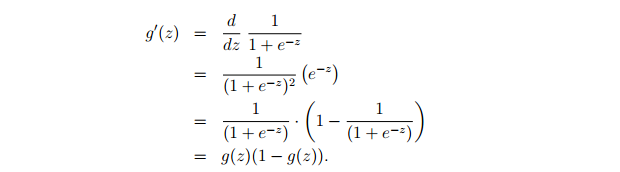 g′(z) = d/dz 1/(1 + e^{−z})
= 1/(1 + e^{−z})² (e^{−z})
= 1/(1 + e^{−z}) · (1 − 1/(1 + e^{−z}))
= g(z)(1 − g(z)).